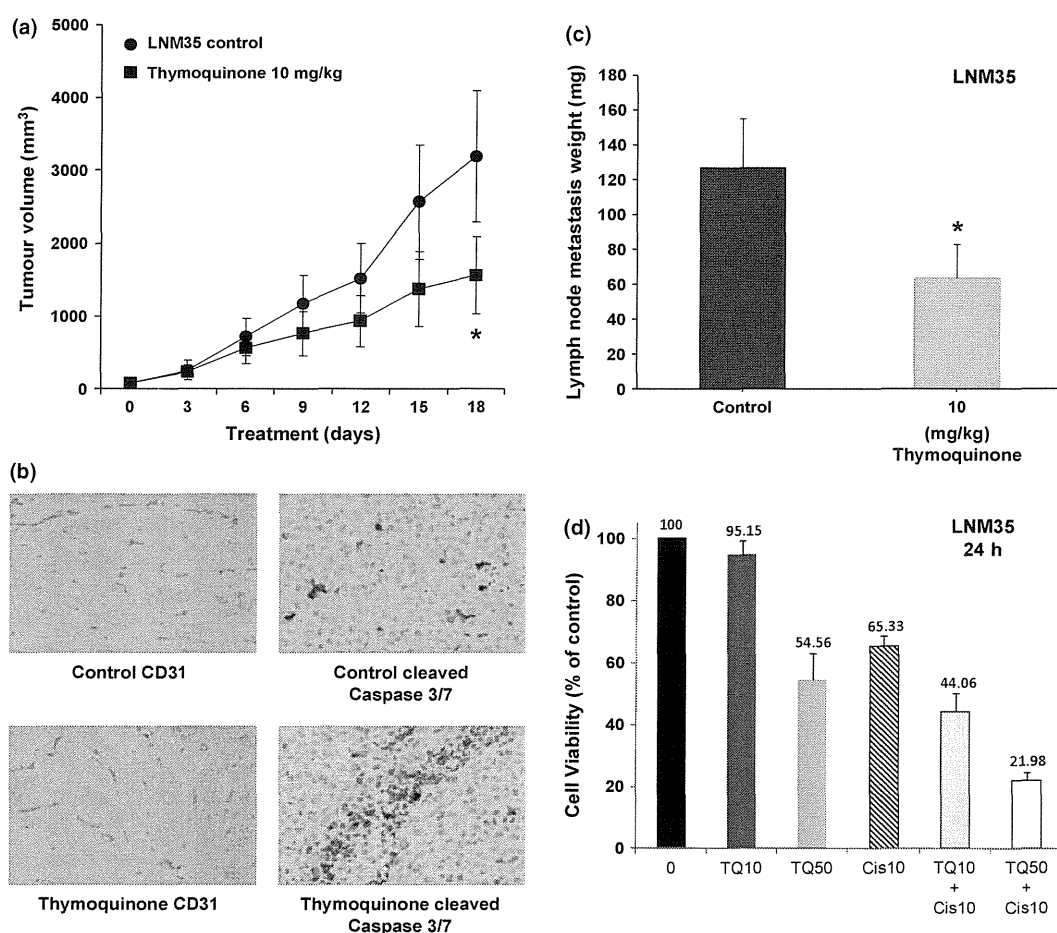 (a)
5000
4000
3000
2000
1000
0
Tumour volume (mm³)
LNM35 control
Thymoquinone 10 mg/kg
*
0 3 6 9 12 15 18
Treatment (days)
(b)
Control CD31
Control cleaved
Caspase 3/7
Thymoquinone CD31
Thymoquinone cleaved
Caspase 3/7
(c)
LNM35
Lymph node metastasis weight (mg)
180
160
140
120
100
80
60
40
20
0
*
Control
10
(mg/kg)
Thymoquinone
(d)
LNM35
24 h
Cell Viability (% of control)
100
80
60
40
20
0
100
95.15
54.56
65.33
44.06
21.98
0 TQ10 TQ50 Cis10 TQ10 TQ50
+ +
Cis10 Cis10